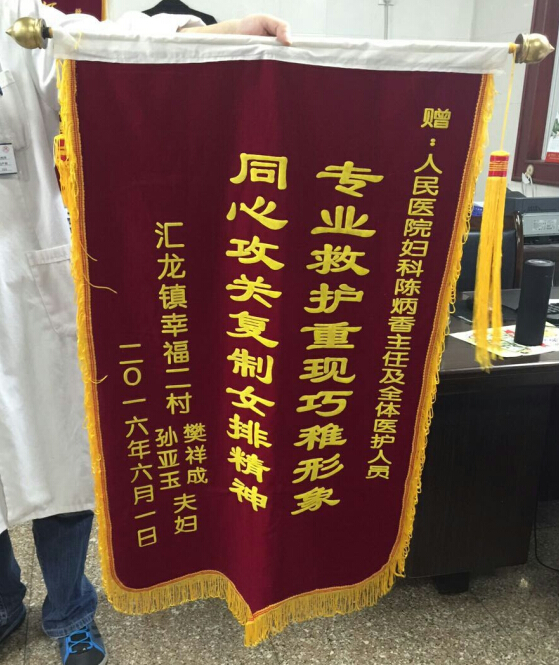 赠：人民医院妇科陈炳香主任及全体医护人员
专业救护重现巧稚形象
同心攻关复制女排精神
汇龙镇幸福二村 樊祥成 孙亚玉 夫妇
二〇一六年六月一日